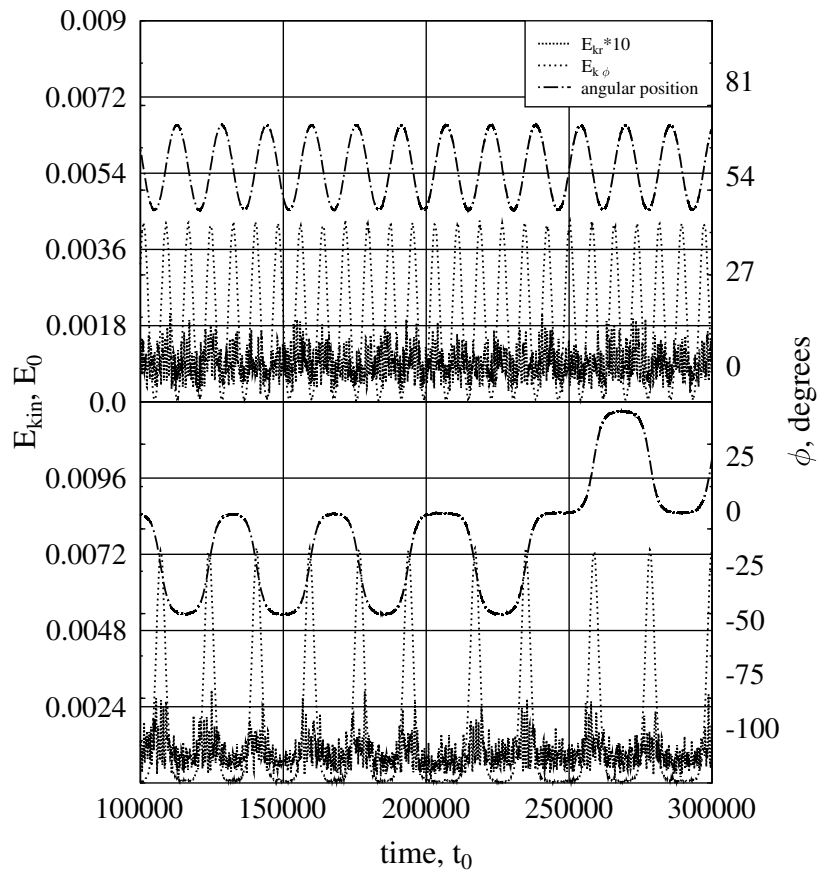 0.009
E_kr*10
E_k ϕ
angular position
81
0.0072
0.0054
54
0.0036
27
0.0018
0
0.0
E_kin, E_0
ϕ, degrees
25
0.0096
0
0.0072
-25
-50
0.0048
-75
0.0024
-100
100000 150000 200000 250000 300000
time, t_0